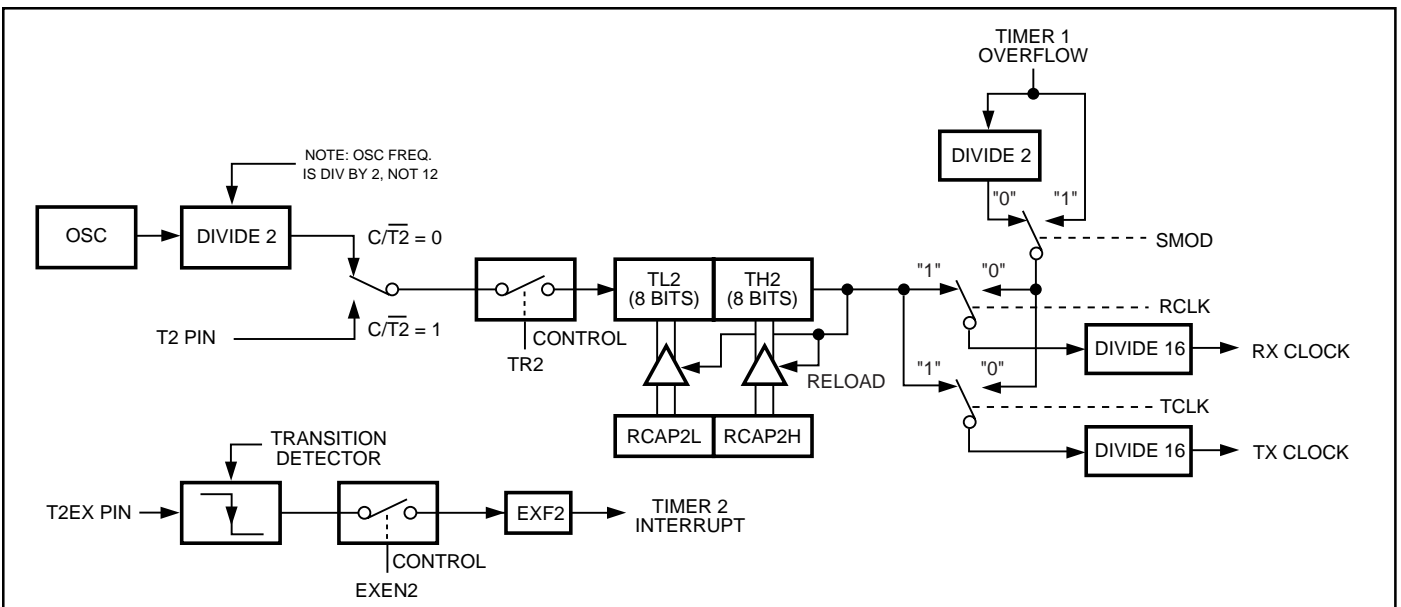 TIMER 1
OVERFLOW
NOTE: OSC FREQ.
IS DIV BY 2, NOT 12
DIVIDE 2
"0"
"1"
OSC
DIVIDE 2
C/T̅2̅ = 0
SMOD
TL2
(8 BITS)
TH2
(8 BITS)
"1"
"0"
RCLK
T2 PIN
C/T̅2̅ = 1
CONTROL
TR2
DIVIDE 16
RX CLOCK
RELOAD
"1"
"0"
TCLK
RCAP2L
RCAP2H
TRANSITION
DETECTOR
DIVIDE 16
TX CLOCK
T2EX PIN
EXF2
TIMER 2
INTERRUPT
CONTROL
EXEN2